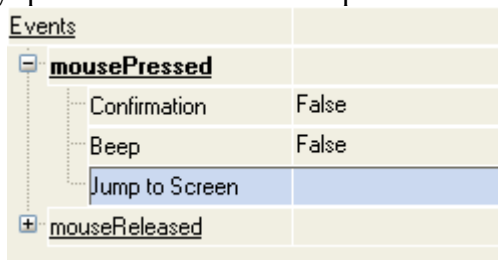 Events
mousePressed
Confirmation False
Beep False
Jump to Screen
mouseReleased